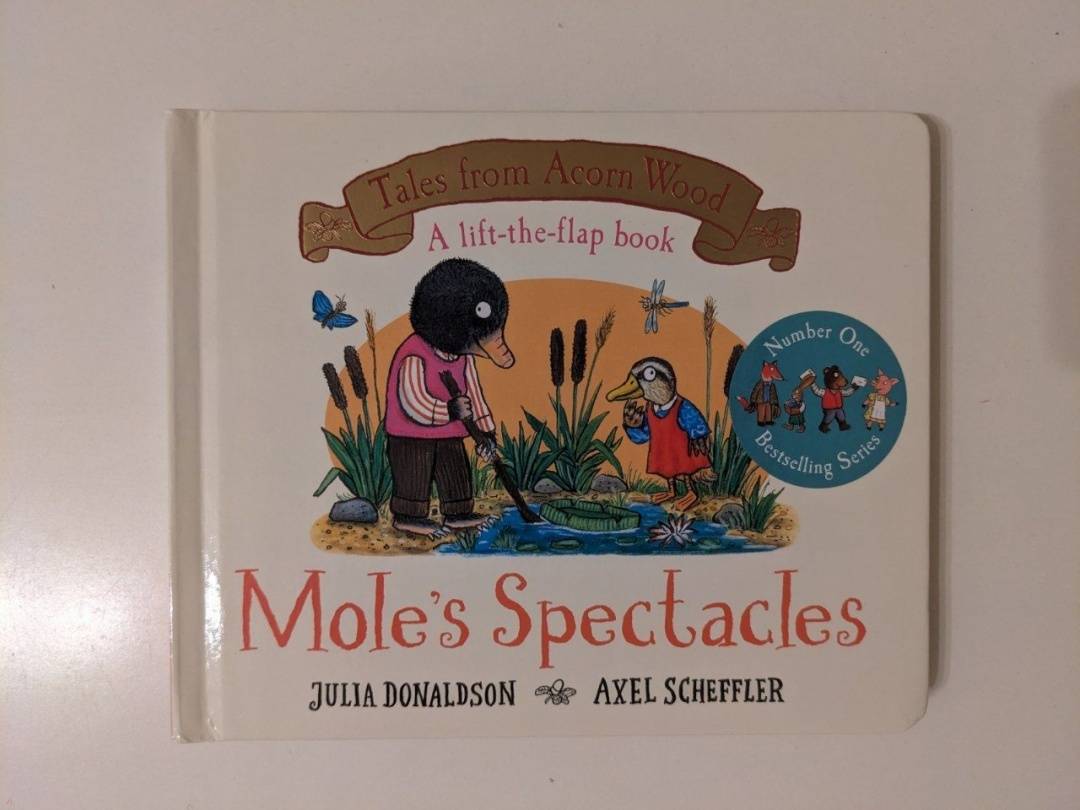 Tales from Acorn Wood
A lift-the-flap book
Number One
Bestselling Series
Mole's Spectacles
JULIA DONALDSON AXEL SCHEFFLER